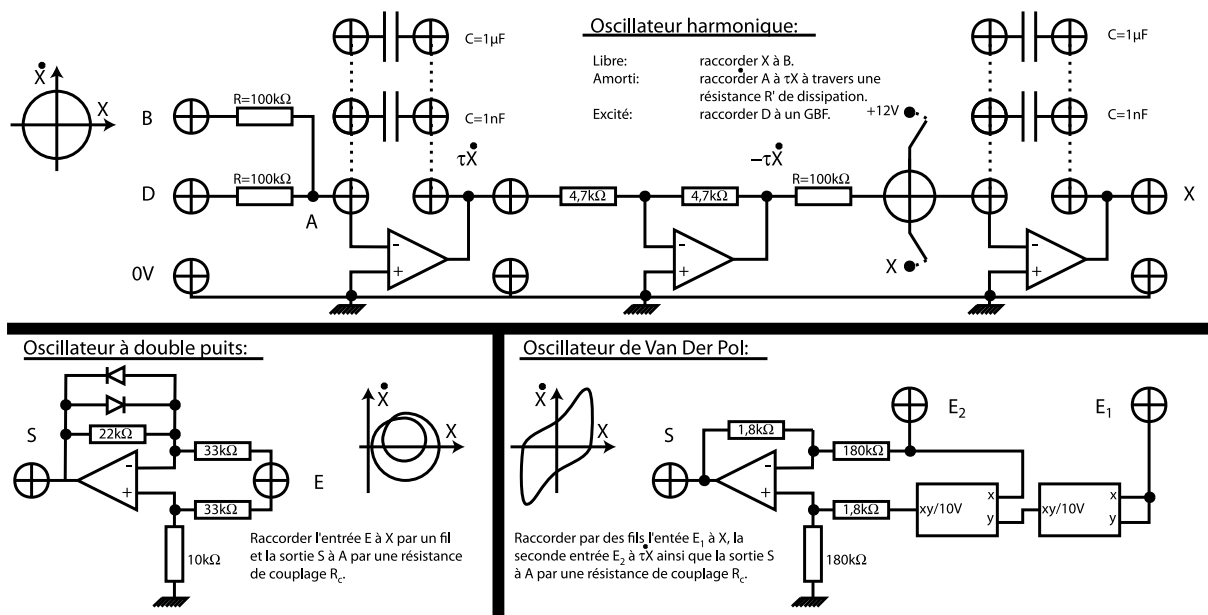 Oscillateur harmonique:
Libre: raccorder X à B.
Amorti: raccorder A à τẊ à travers une
résistance R' de dissipation.
Excité: raccorder D à un GBF.
C=1µF
C=1nF
C=1µF
C=1nF
Ẋ
X
B
R=100kΩ
D
R=100kΩ
A
0V
-
+
τẊ
4,7kΩ
4,7kΩ
-
+
-τẊ
R=100kΩ
+12V
X
-
+
X
Oscillateur à double puits:
S
22kΩ
-
+
33kΩ
33kΩ
E
10kΩ
Ẋ
X
Raccorder l'entrée E à X par un fil
et la sortie S à A par une résistance
de couplage Rc.
Oscillateur de Van Der Pol:
Ẋ
X
S
1,8kΩ
-
+
180kΩ
1,8kΩ
180kΩ
E2
E1
xy/10V
x
y
xy/10V
x
y
Raccorder par des fils l'entée E1 à X, la
seconde entrée E2 à τẊ ainsi que la sortie S
à A par une résistance de couplage Rc.